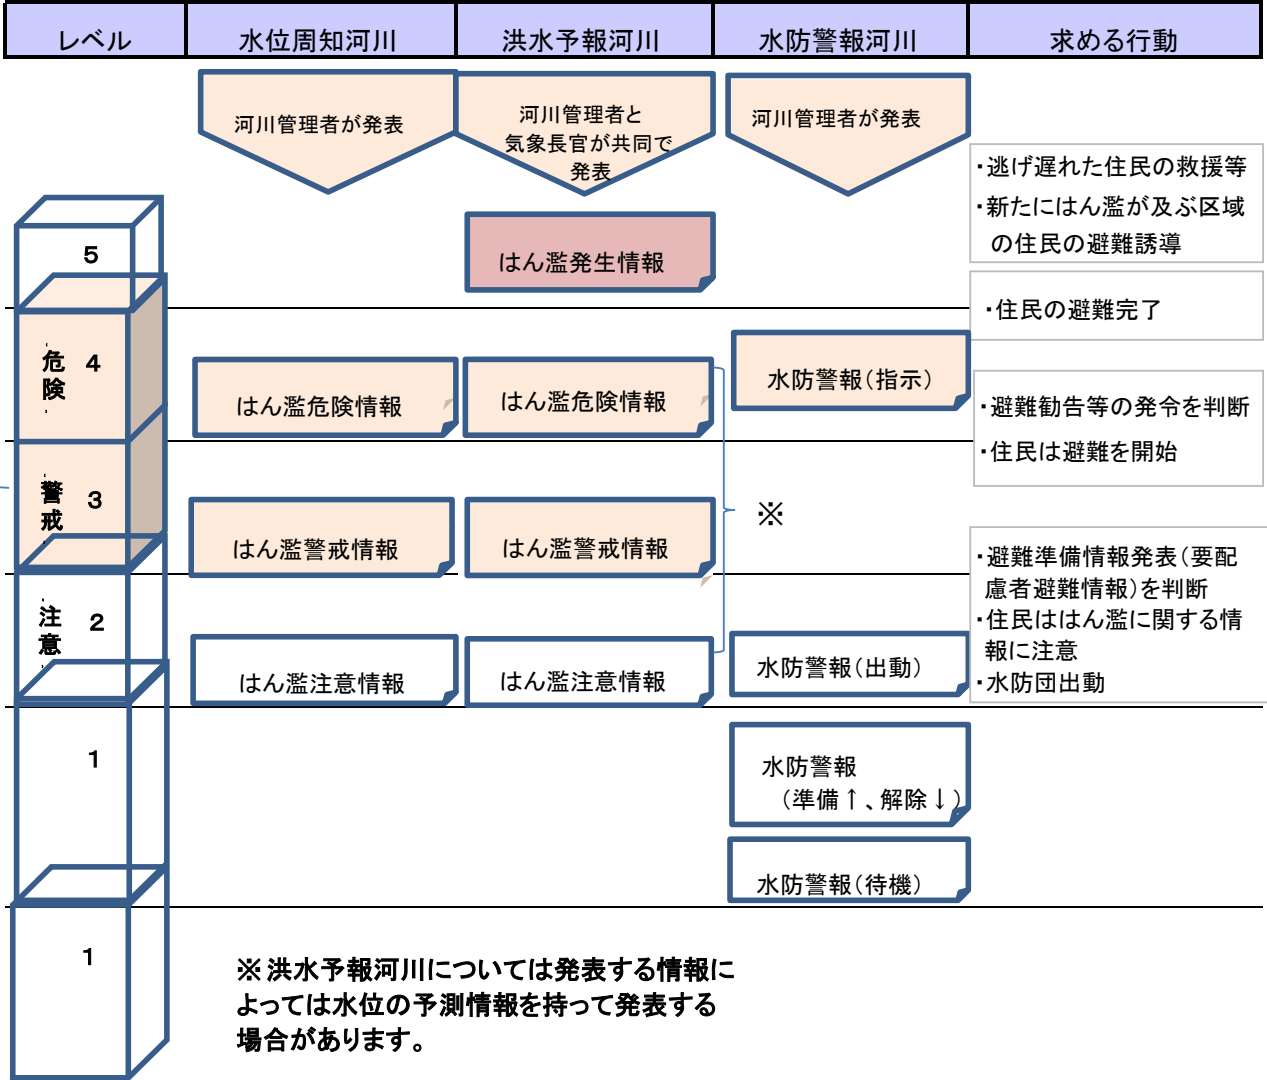 レベル
水位周知河川
洪水予報河川
水防警報河川
求める行動
河川管理者が発表
河川管理者と
気象長官が共同で
発表
河川管理者が発表
・逃げ遅れた住民の救援等
・新たにはん濫が及ぶ区域
の住民の避難誘導
5
はん濫発生情報
・住民の避難完了
危険
4
はん濫危険情報
はん濫危険情報
水防警報（指示）
・避難勧告等の発令を判断
・住民は避難を開始
警戒
3
はん濫警戒情報
はん濫警戒情報
※
・避難準備情報発表（要配
慮者避難情報）を判断
・住民ははん濫に関する情
報に注意
・水防団出動
注意
2
はん濫注意情報
はん濫注意情報
水防警報（出動）
1
水防警報
（準備↑、解除↓）
水防警報（待機）
1
※洪水予報河川については発表する情報に
よっては水位の予測情報を持って発表する
場合があります。